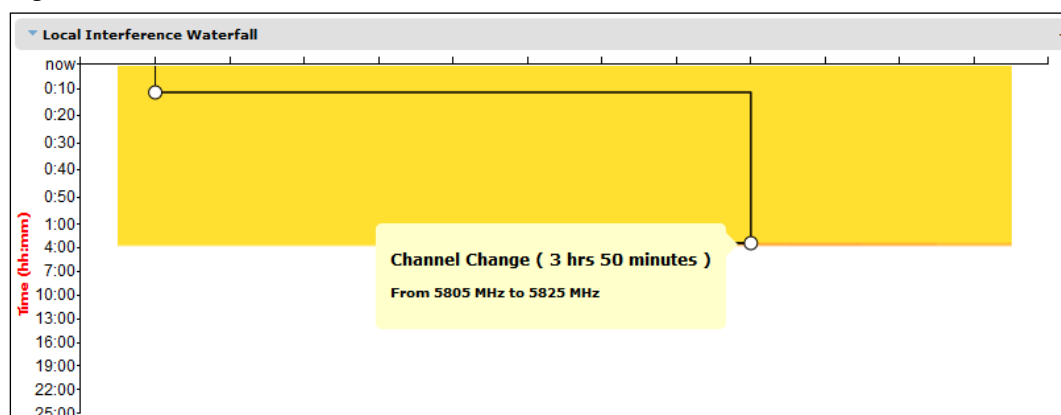 Local Interference Waterfall
now
0:10
0:20
0:30
0:40
0:50
1:00
4:00
7:00
10:00
13:00
16:00
19:00
22:00
25:00
Time (hh:mm)
Channel Change ( 3 hrs 50 minutes )
From 5805 MHz to 5825 MHz